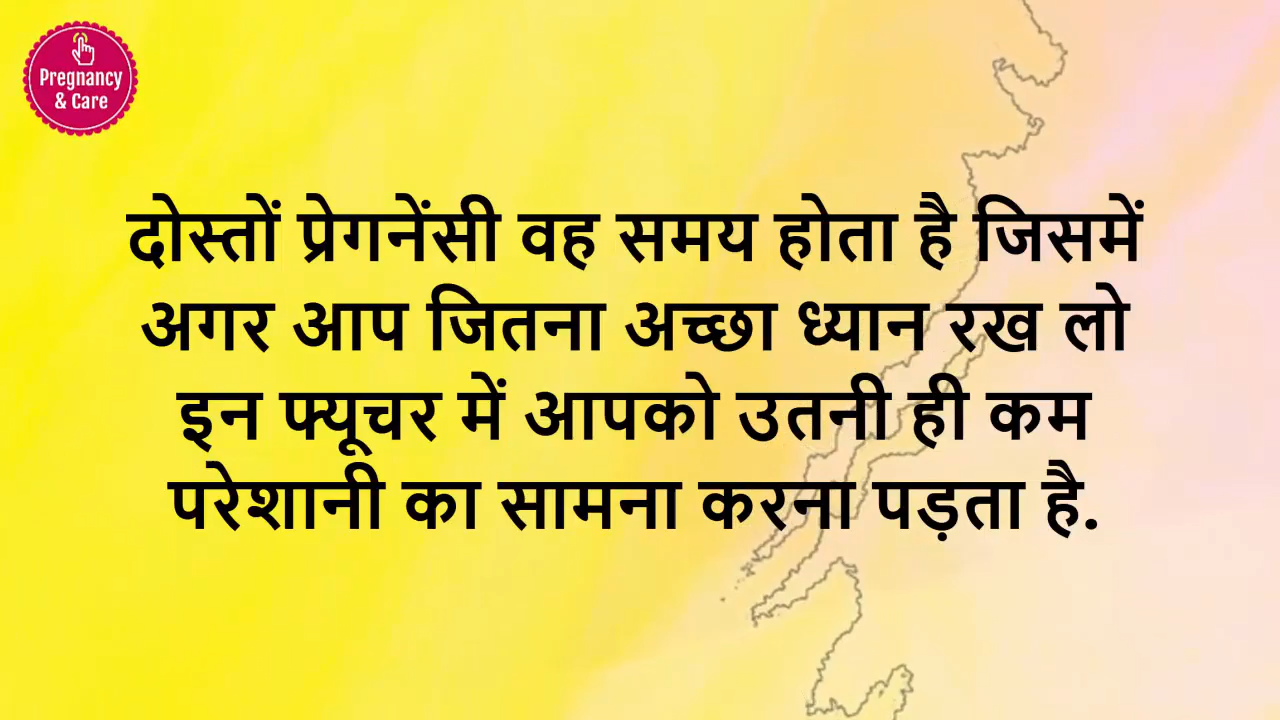 Pregnancy
& Care
दोस्तों प्रेगनेंसी वह समय होता है जिसमें
अगर आप जितना अच्छा ध्यान रख लो
इन फ्यूचर में आपको उतनी ही कम
परेशानी का सामना करना पड़ता है.